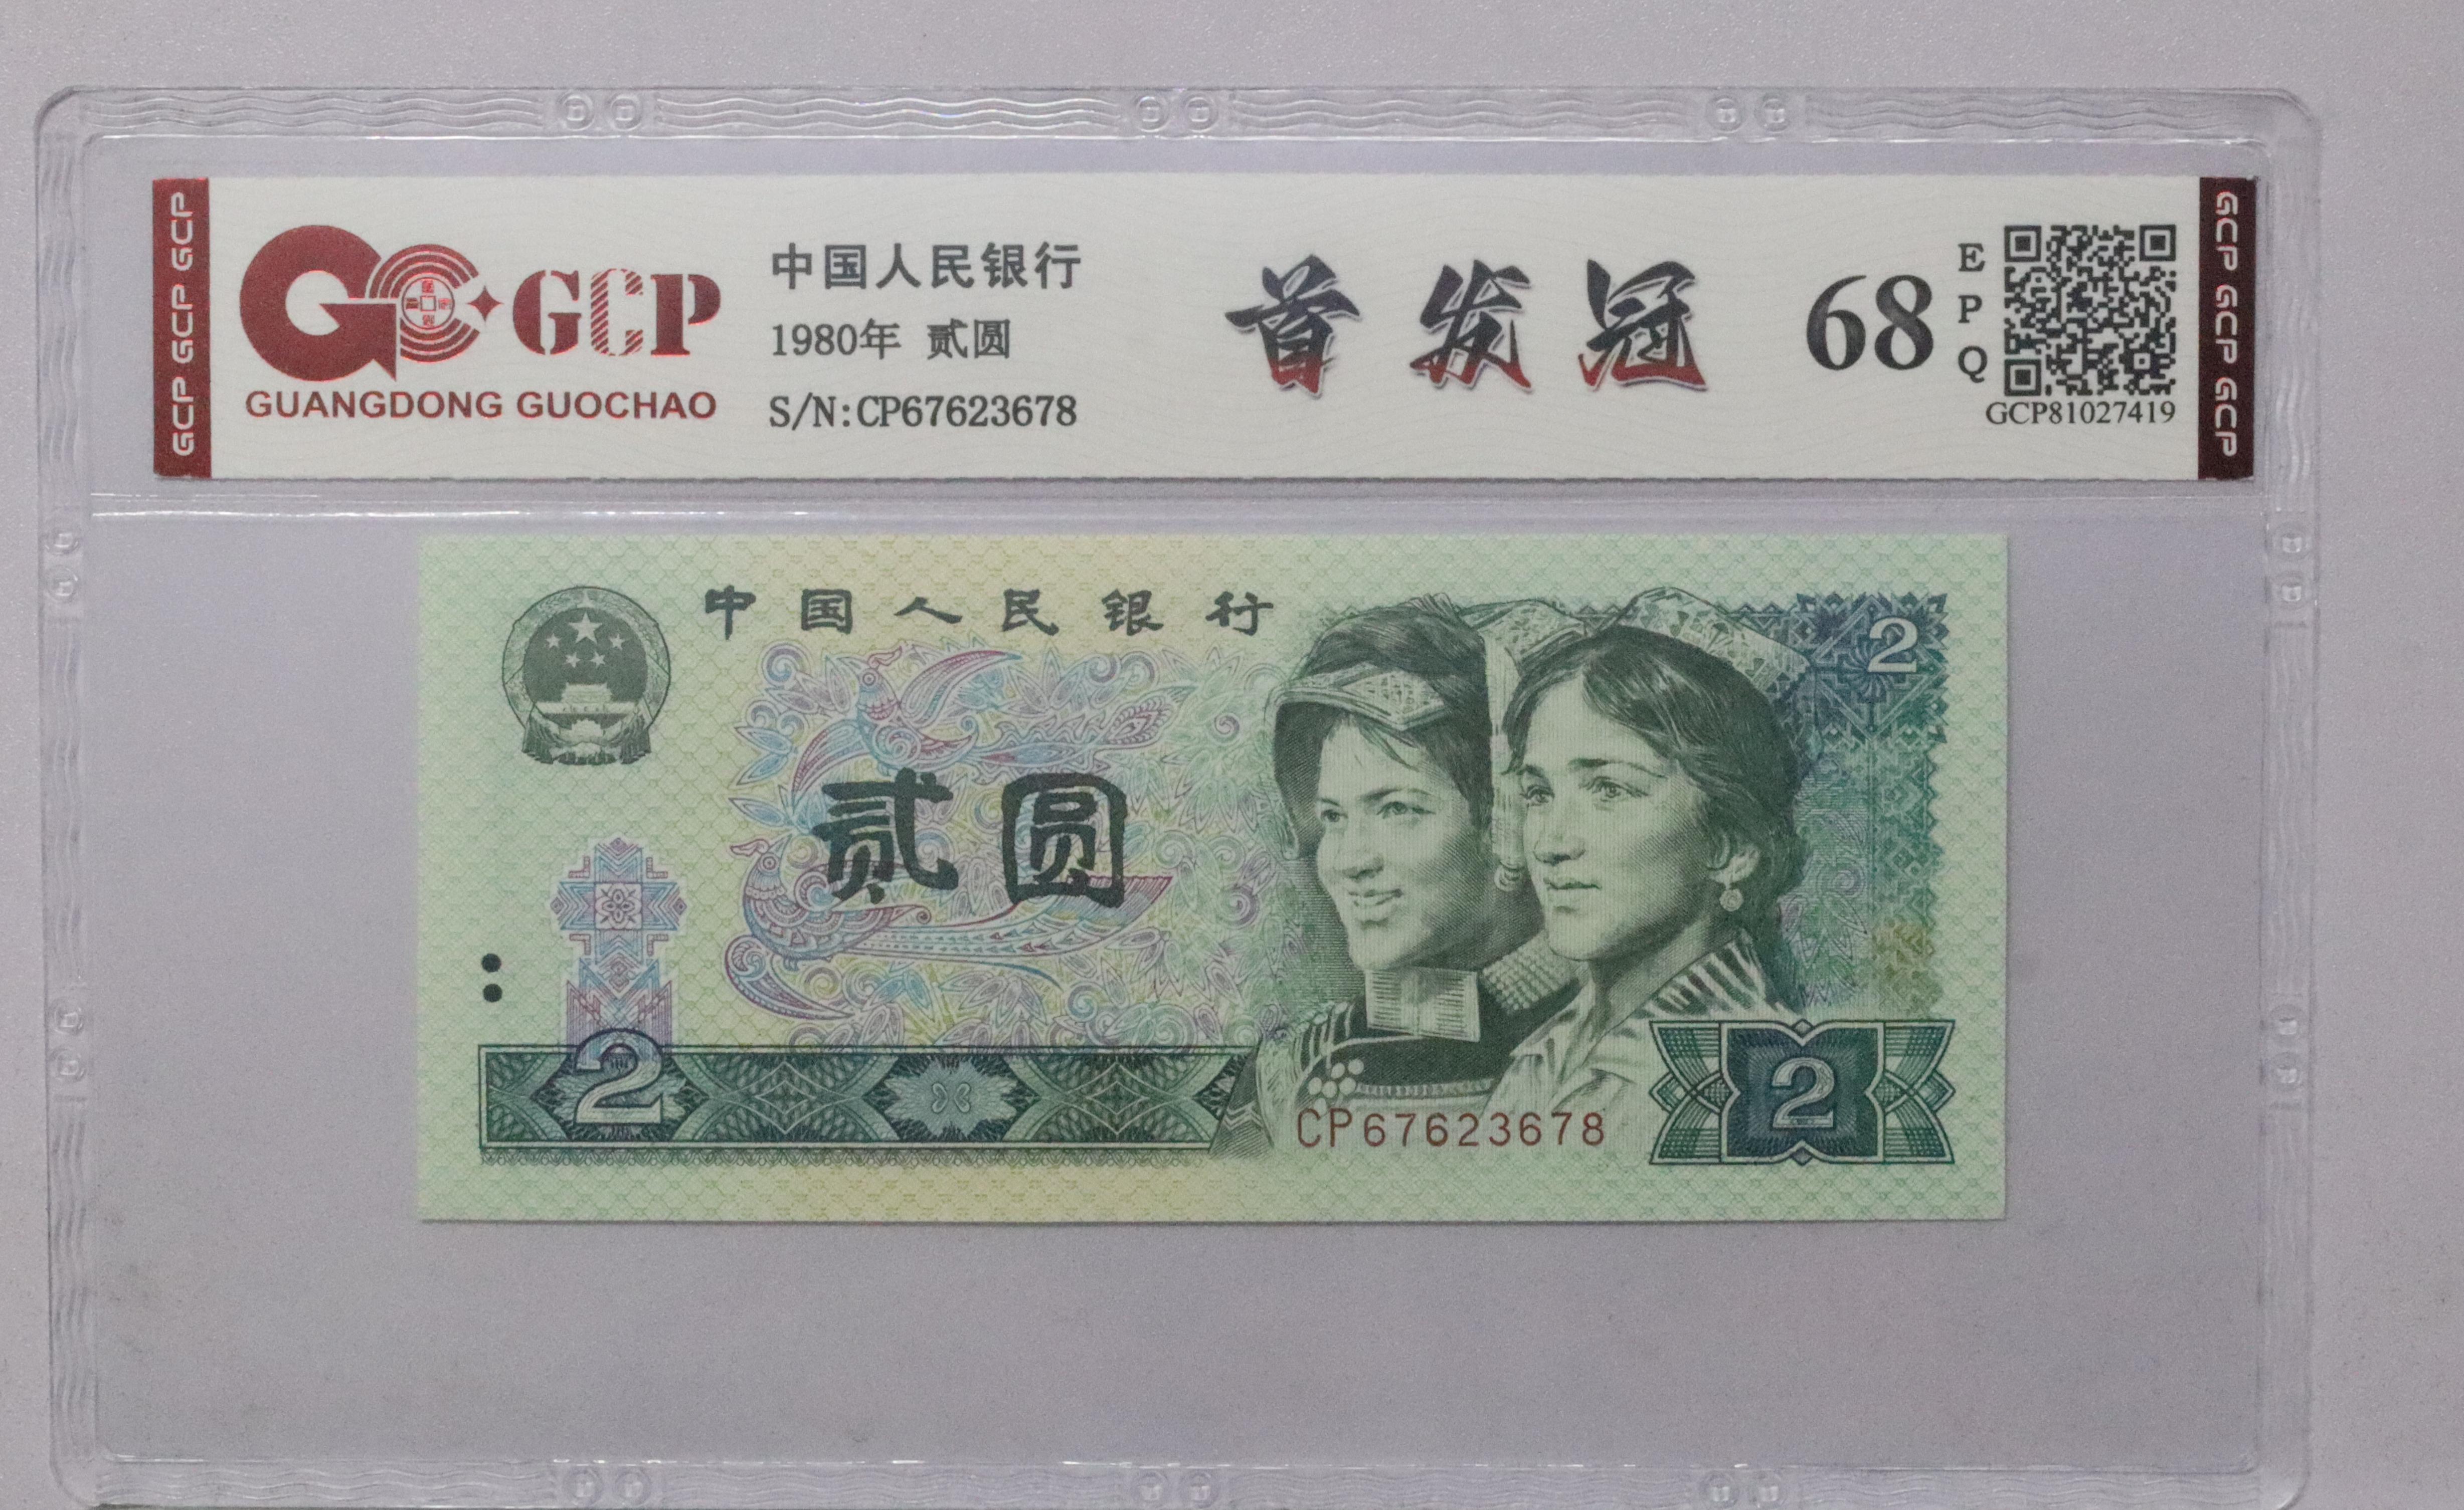 GCP GCP GCP
GCP
GUANGDONG GUOCHAO
中国人民银行
1980年 贰圆
S/N:CP67623678
首发冠
68
EPQ
GCP81027419
GCP GCP GCP
中国人民银行
2
贰圆
2
CP67623678
2